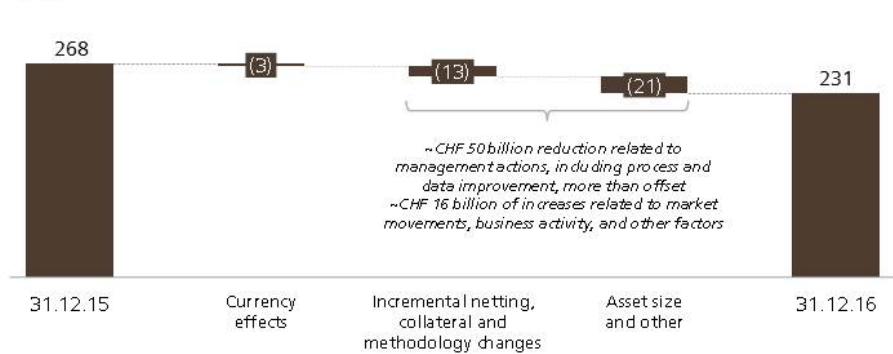 268
(3)
(13)
(21)
231
~CHF 50 billion reduction related to
management actions, including process and
data improvement, more than offset
~CHF 16 billion of increases related to market
movements, business activity, and other factors
31.12.15
Currency
effects
Incremental netting,
collateral and
methodology changes
Asset size
and other
31.12.16